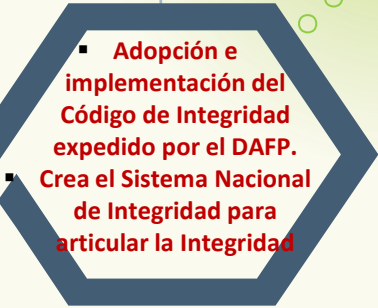 ▪ Adopción e
implementación del
Código de Integridad
expedido por el DAFP.
▪ Crea el Sistema Nacional
de Integridad para
articular la Integridad